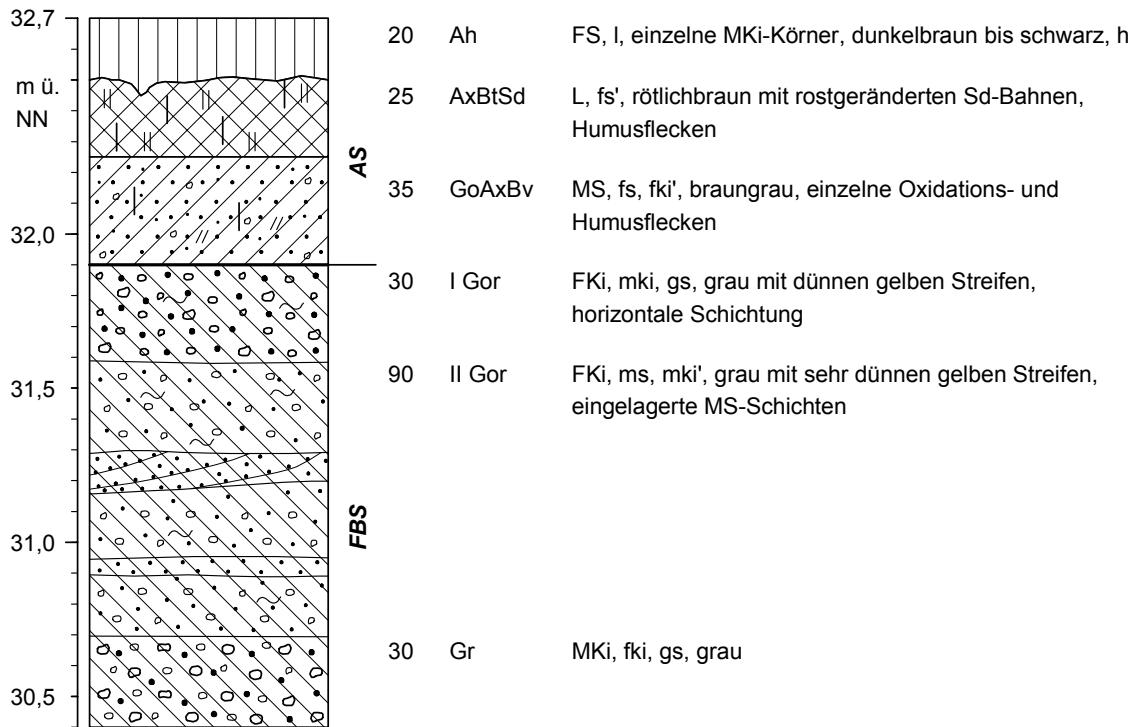 32,7
m ü.
NN
32,0
31,5
31,0
30,5
AS
FBS
20 Ah FS, l, einzelne MKi-Körner, dunkelbraun bis schwarz, h
25 AxBtSd L, fs', rötlichbraun mit rostgeränderten Sd-Bahnen,
Humusflecken
35 GoAxBv MS, fs, fki', braungrau, einzelne Oxidations- und
Humusflecken
30 I Gor FKi, mki, gs, grau mit dünnen gelben Streifen,
horizontale Schichtung
90 II Gor FKi, ms, mki', grau mit sehr dünnen gelben Streifen,
eingelagerte MS-Schichten
30 Gr MKi, fki, gs, grau